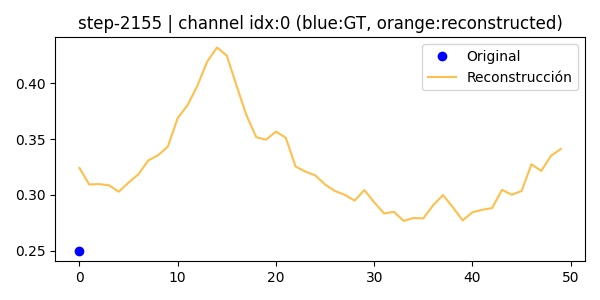 step-2155 | channel idx:0 (blue:GT, orange:reconstructed)
Original
Reconstrucción
0.40
0.35
0.30
0.25
0 10 20 30 40 50